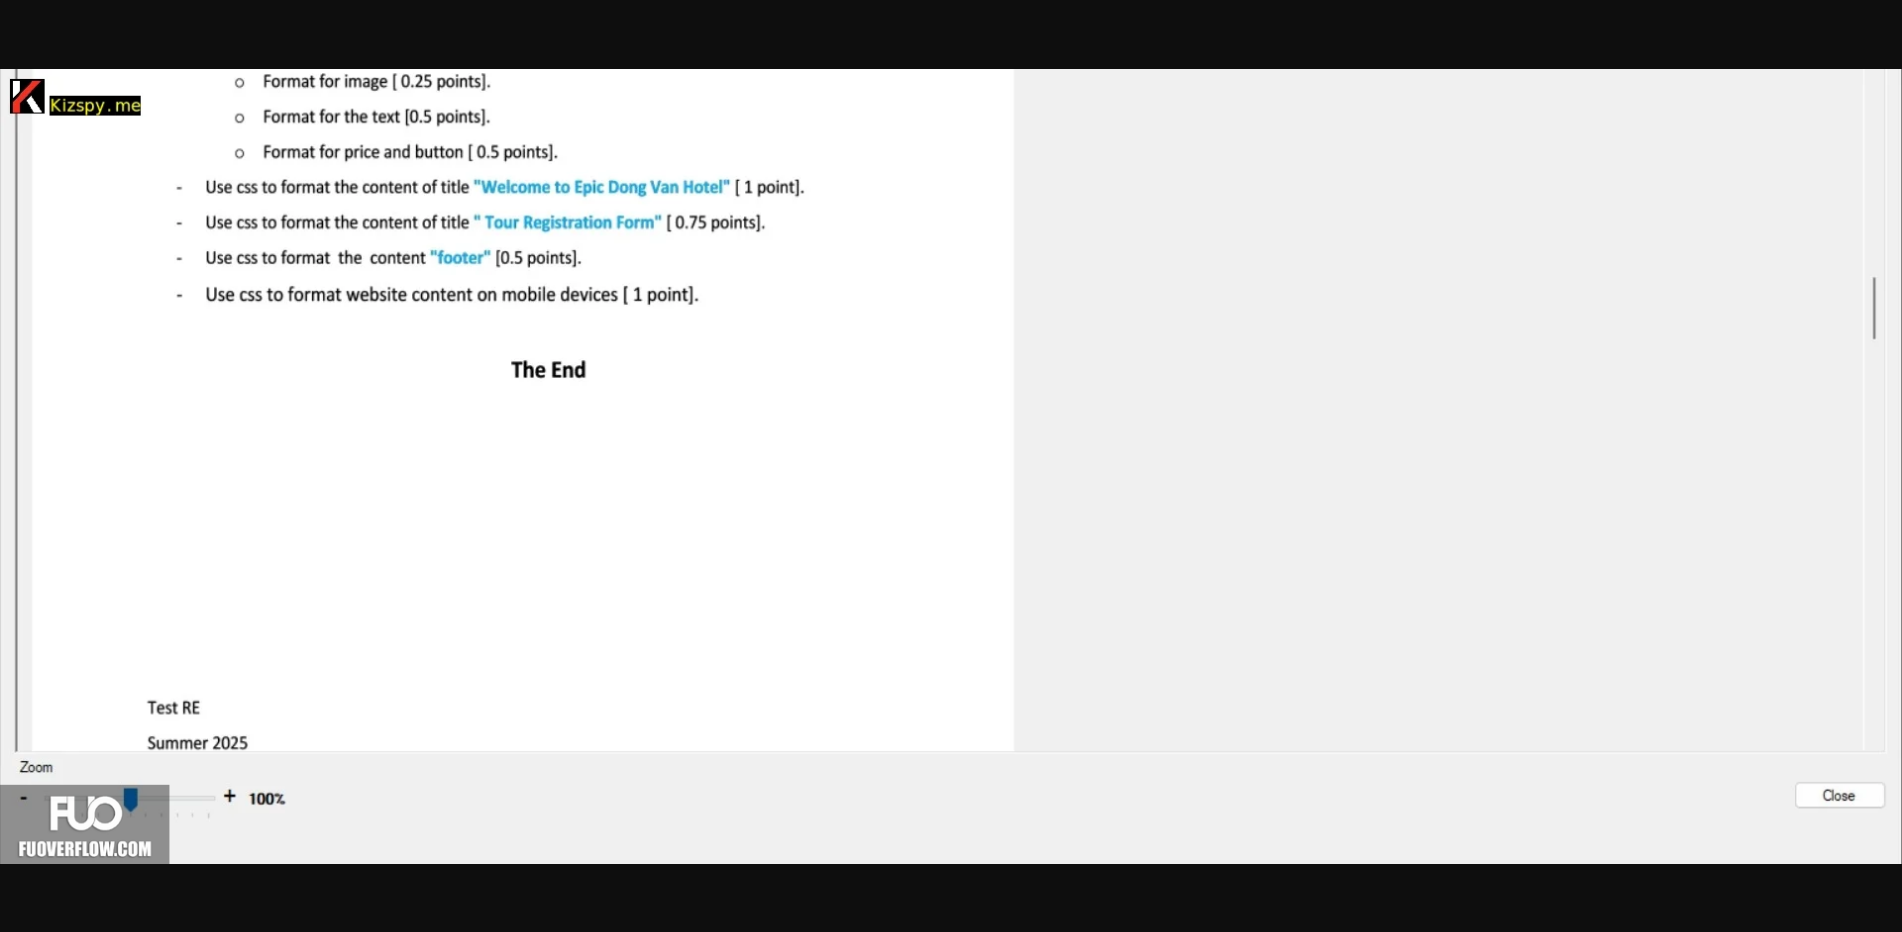 o Format for image [ 0.25 points].
Kizspy.me
o Format for the text [0.5 points].
o Format for price and button [ 0.5 points].
- Use css to format the content of title "Welcome to Epic Dong Van Hotel" [ 1 point].
- Use css to format the content of title " Tour Registration Form" [ 0.75 points].
- Use css to format the content "footer" [0.5 points].
- Use css to format website content on mobile devices [ 1 point].
The End
Test RE
Summer 2025
Zoom
- + 100%
Close
FUO
FUOVERFLOW.COM